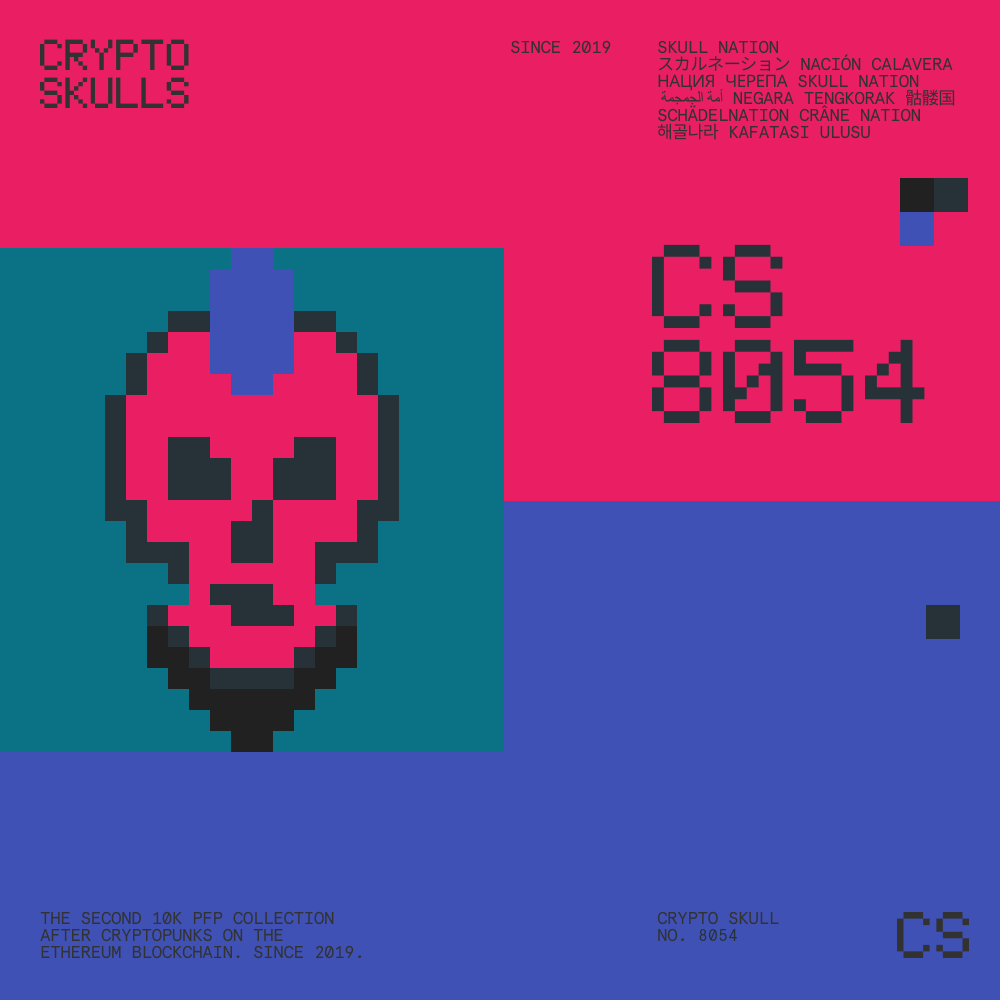 CRYPTO
SKULLS
SINCE 2019
SKULL NATION
スカルネーション NACIÓN CALAVERA
НАЦИЯ ЧЕРЕПА SKULL NATION
أمة الجمجمة NEGARA TENGKORAK 骷髅国
SCHÄDELNATION CRÂNE NATION
해골나라 KAFATASI ULUSU
CS
8054
THE SECOND 10K PFP COLLECTION
AFTER CRYPTOPUNKS ON THE
ETHEREUM BLOCKCHAIN. SINCE 2019.
CRYPTO SKULL
NO. 8054
CS